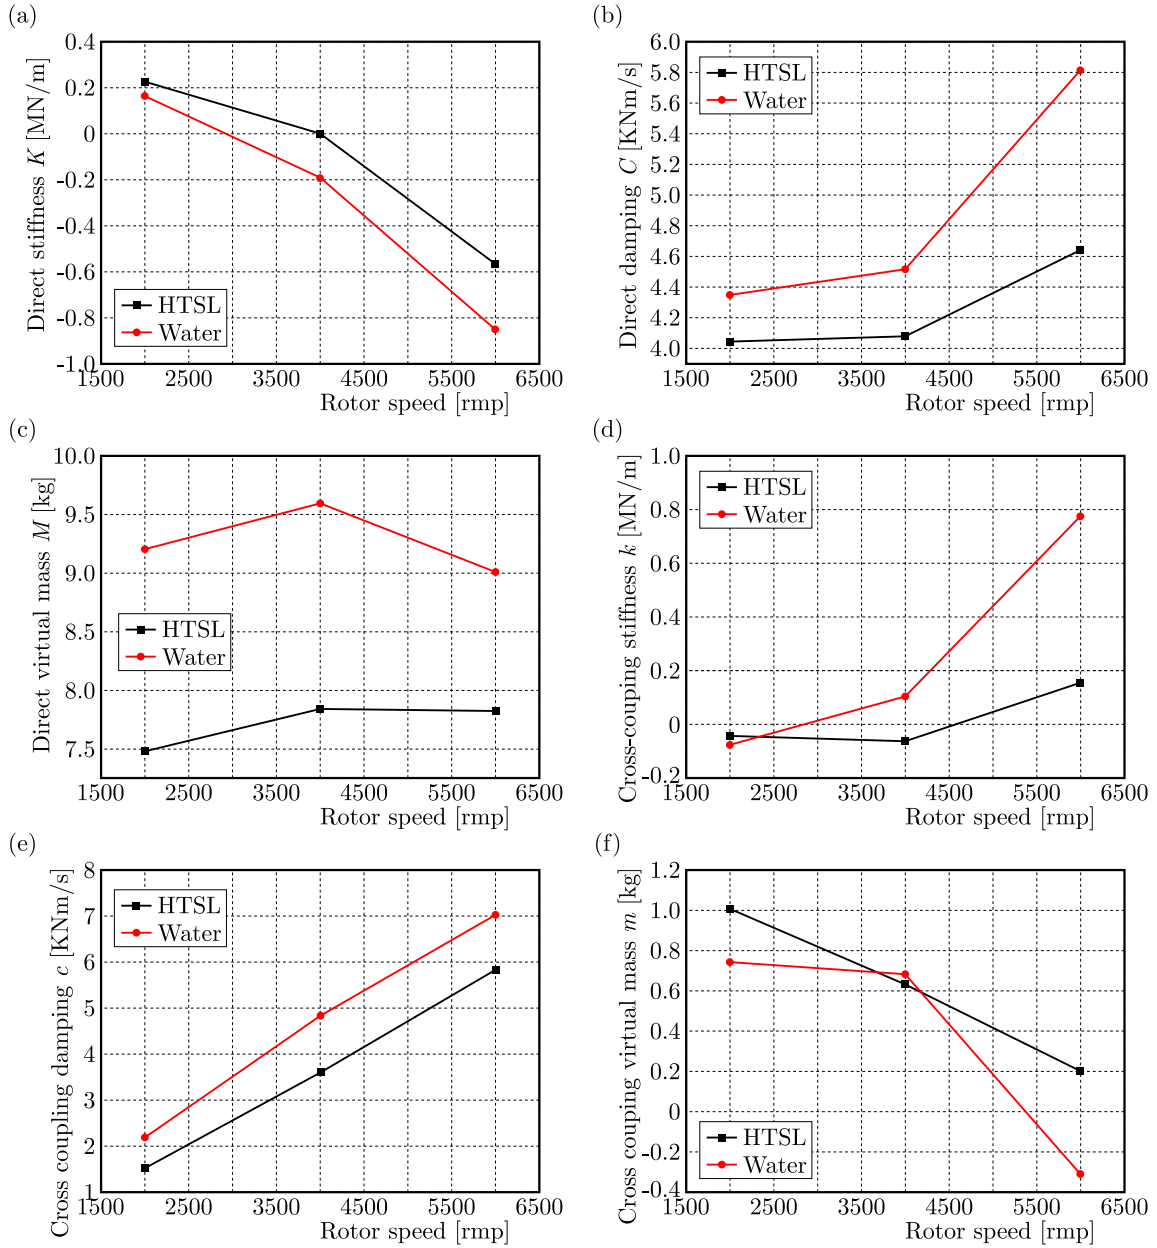 (a)
0.4
0.2
0
-0.2
-0.4
-0.6
-0.8
-1.0
Direct stiffness K [MN/m]
HTSL
Water
1500 2500 3500 4500 5500 6500
Rotor speed [rmp]
(b)
6.0
5.8
5.6
5.4
5.2
5.0
4.8
4.6
4.4
4.2
4.0
Direct damping C [KNm/s]
HTSL
Water
1500 2500 3500 4500 5500 6500
Rotor speed [rmp]
(c)
10.0
9.5
9.0
8.5
8.0
7.5
Direct virtual mass M [kg]
HTSL
Water
1500 2500 3500 4500 5500 6500
Rotor speed [rmp]
(d)
1.0
0.8
0.6
0.4
0.2
0
-0.2
Cross-couping stiffness k [MN/m]
HTSL
Water
1500 2500 3500 4500 5500 6500
Rotor speed [rmp]
(e)
8
7
6
5
4
3
2
1
Cross coupling damping c [KNm/s]
HTSL
Water
1500 2500 3500 4500 5500 6500
Rotor speed [rmp]
(f)
1.2
1.0
0.8
0.6
0.4
0.2
0
-0.2
-0.4
Cross couping virtual mass m [kg]
HTSL
Water
1500 2500 3500 4500 5500 6500
Rotor speed [rmp]